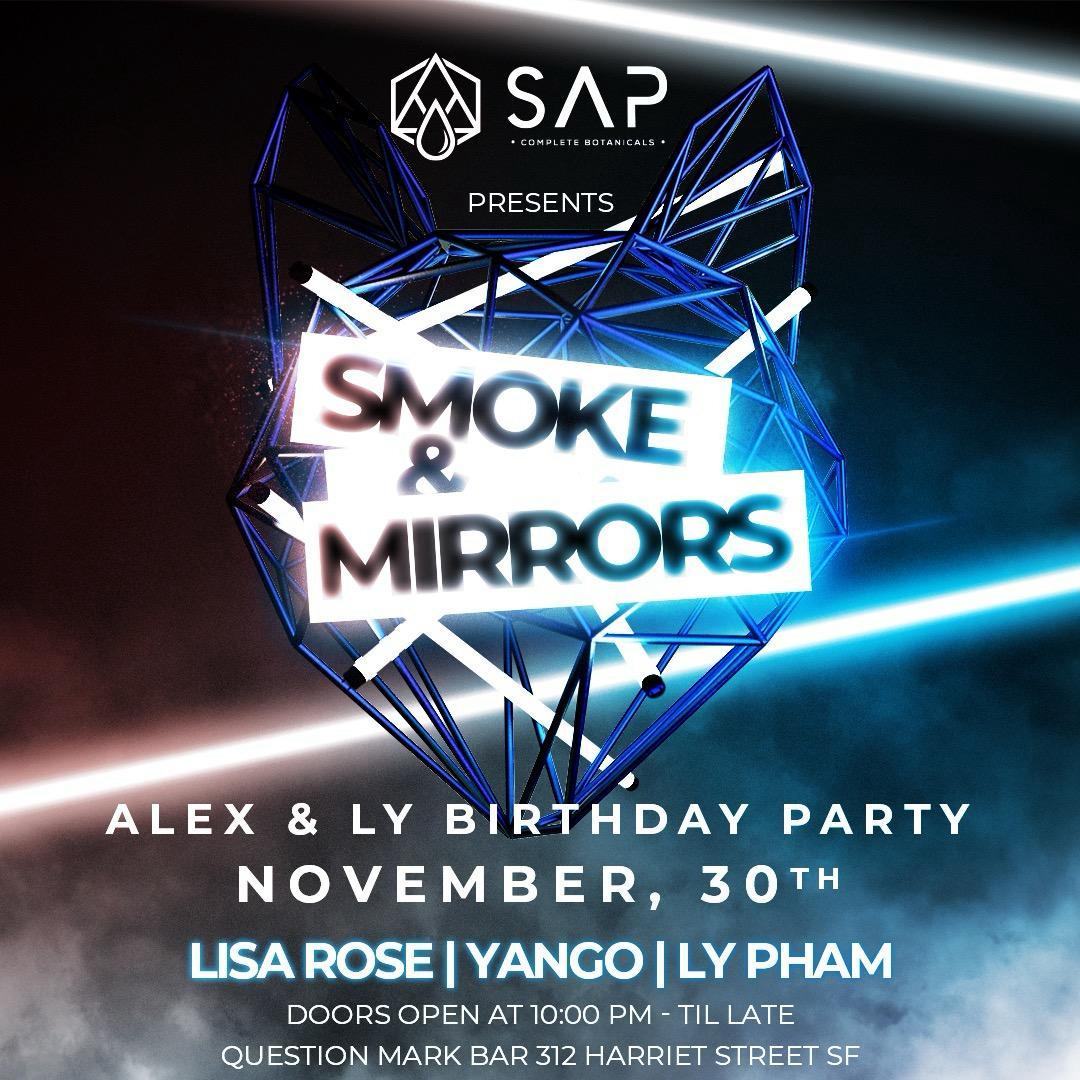 SAP
• COMPLETE BOTANICALS •
PRESENTS
SMOKE
&
MIRRORS
ALEX & LY BIRTHDAY PARTY
NOVEMBER, 30TH
LISA ROSE | YANGO | LY PHAM
DOORS OPEN AT 10:00 PM - TIL LATE
QUESTION MARK BAR 312 HARRIET STREET SF